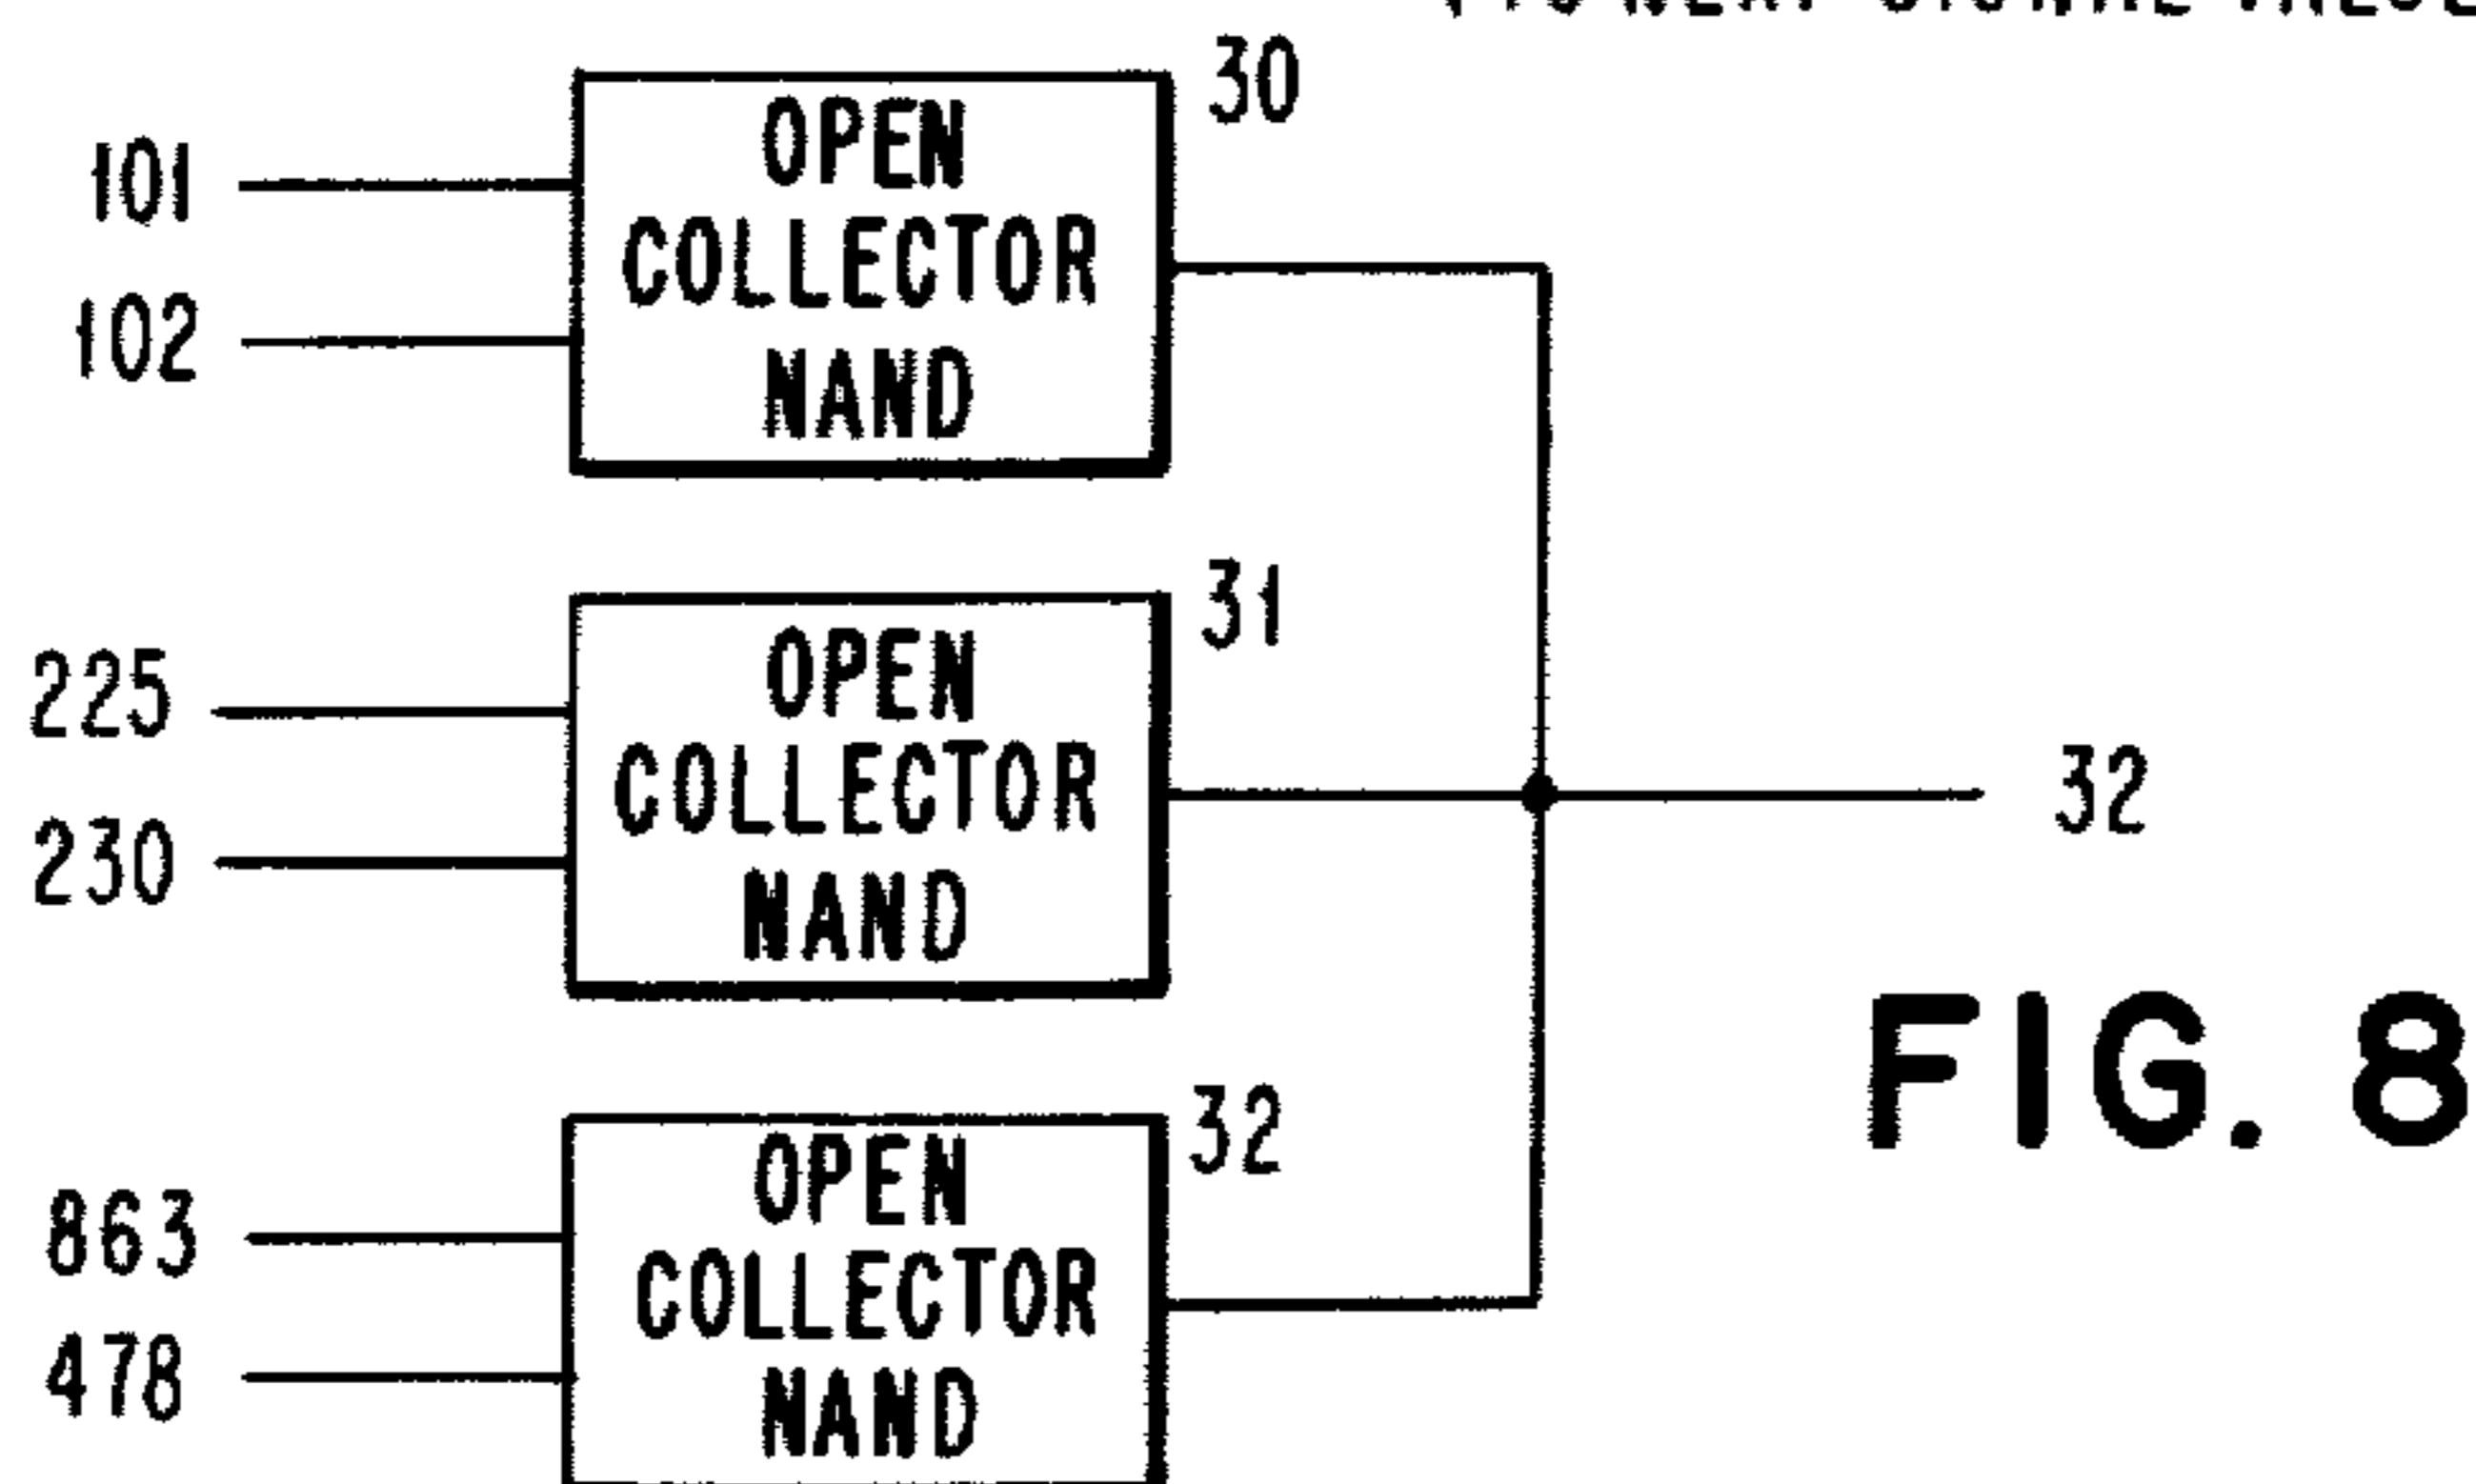 30
OPEN
COLLECTOR
NAND
101
102
31
OPEN
COLLECTOR
NAND
225
230
32
32
OPEN
COLLECTOR
NAND
863
478
FIG. 8